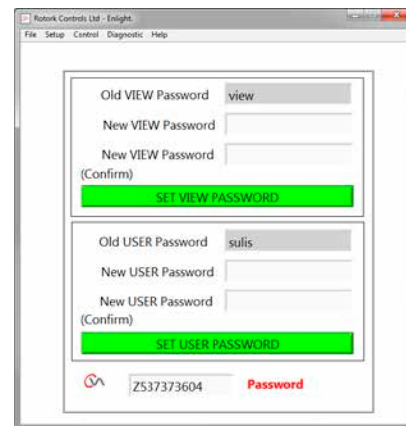 Rotork Controls Ltd - Enlight.
File Setup Control Diagnostic Help
Old VIEW Password view
New VIEW Password
New VIEW Password
(Confirm)
SET VIEW PASSWORD
Old USER Password sulis
New USER Password
New USER Password
(Confirm)
SET USER PASSWORD
Z537373604 Password